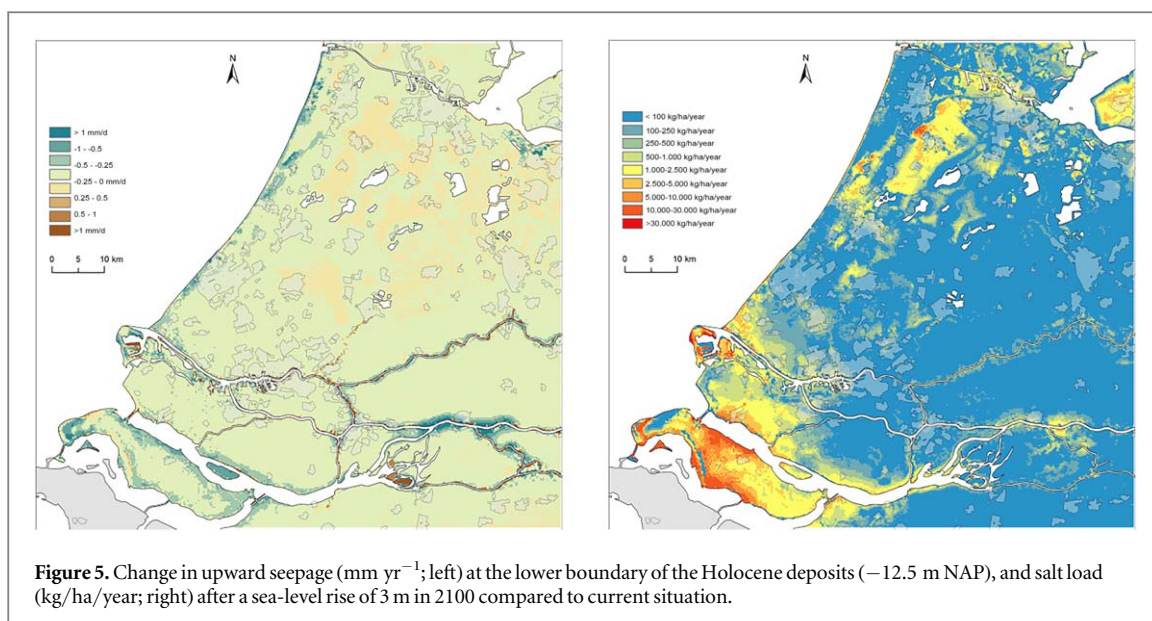 N
> 1 mm/d
-1 - -0.5
-0.5 - -0.25
-0.25 - 0 mm/d
0.25 - 0.5
0.5 - 1
>1 mm/d
0 5 10 km
N
< 100 kg/ha/year
100-250 kg/ha/year
250-500 kg/ha/year
500-1.000 kg/ha/year
1.000-2.500 kg/ha/year
2.500-5.000 kg/ha/year
5.000-10.000 kg/ha/year
10.000-30.000 kg/ha/year
>30.000 kg/ha/year
0 5 10 km
Figure 5. Change in upward seepage (mm yr⁻¹; left) at the lower boundary of the Holocene deposits (−12.5 m NAP), and salt load
(kg/ha/year; right) after a sea-level rise of 3 m in 2100 compared to current situation.